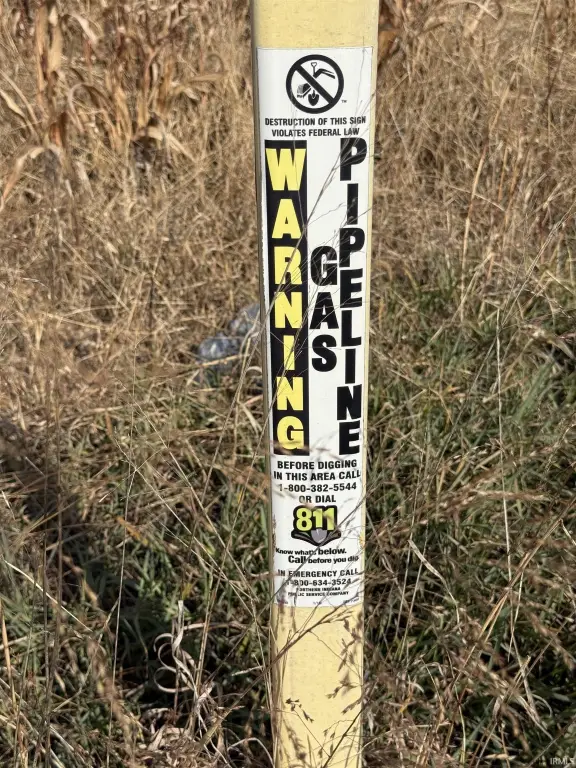 ™
DESTRUCTION OF THIS SIGN
VIOLATES FEDERAL LAW
WARNING
GAS
PIPELINE
BEFORE DIGGING
IN THIS AREA CALL
1-800-382-5544
OR DIAL
811
Know what's below.
Call before you dig.
IN EMERGENCY CALL
1-800-634-3524
NORTHERN INDIANA
PUBLIC SERVICE COMPANY
IRMLS